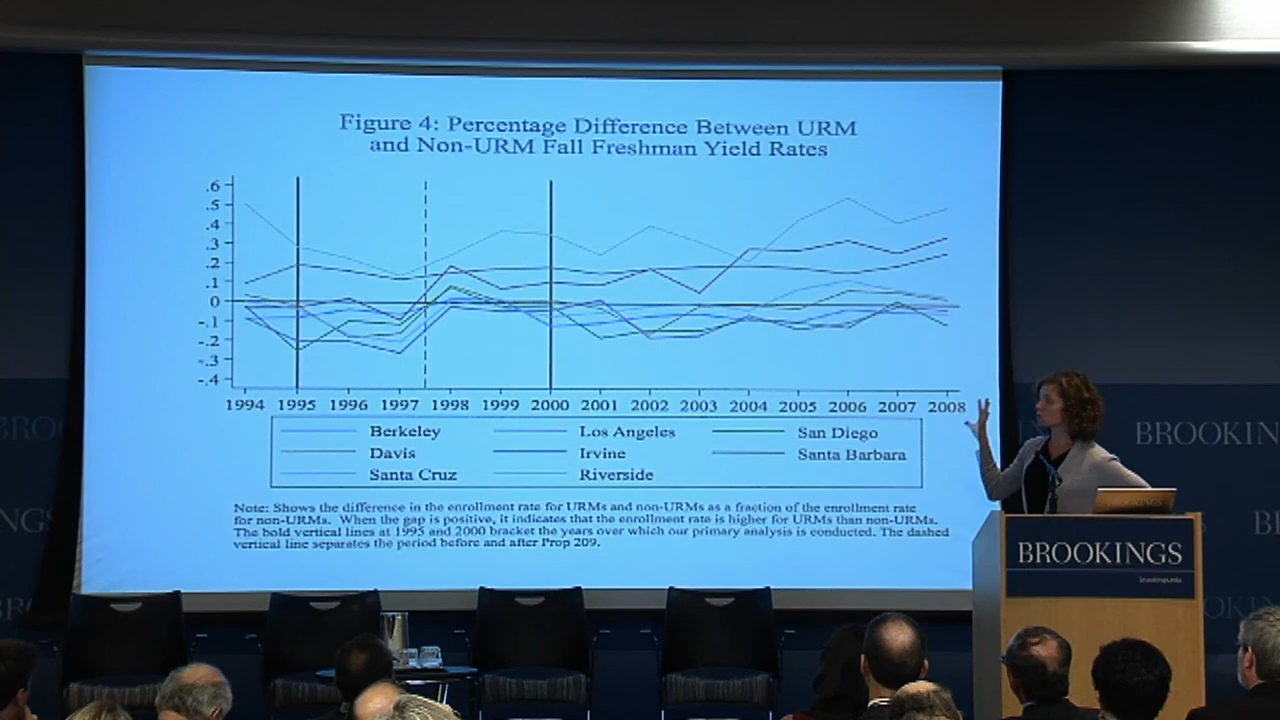 Figure 4: Percentage Difference Between URM
and Non-URM Fall Freshman Yield Rates
.6
.5
.4
.3
.2
.1
0
-.1
-.2
-.3
-.4
1994 1995 1996 1997 1998 1999 2000 2001 2002 2003 2004 2005 2006 2007 2008
Berkeley Los Angeles San Diego
Davis Irvine Santa Barbara
Santa Cruz Riverside
Note: Shows the difference in the enrollment rate for URMs and non-URMs as a fraction of the enrollment rate
for non-URMs. When the gap is positive, it indicates that the enrollment rate is higher for URMs than non-URMs.
The bold vertical lines at 1995 and 2000 bracket the years over which our primary analysis is conducted. The dashed
vertical line separates the period before and after Prop 209.
BROOKIN
BROOKINGS
brookings.edu